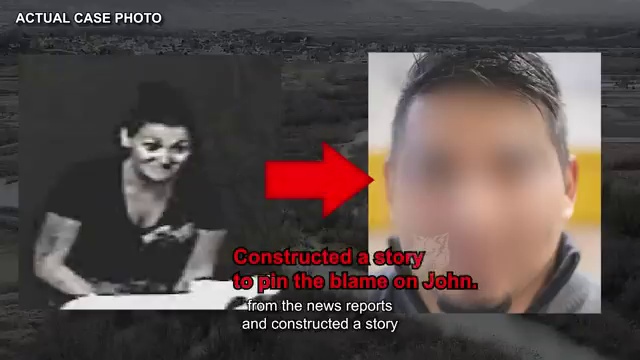 ACTUAL CASE PHOTO
Constructed a story
to pin the blame on John.
from the news reports
and constructed a story